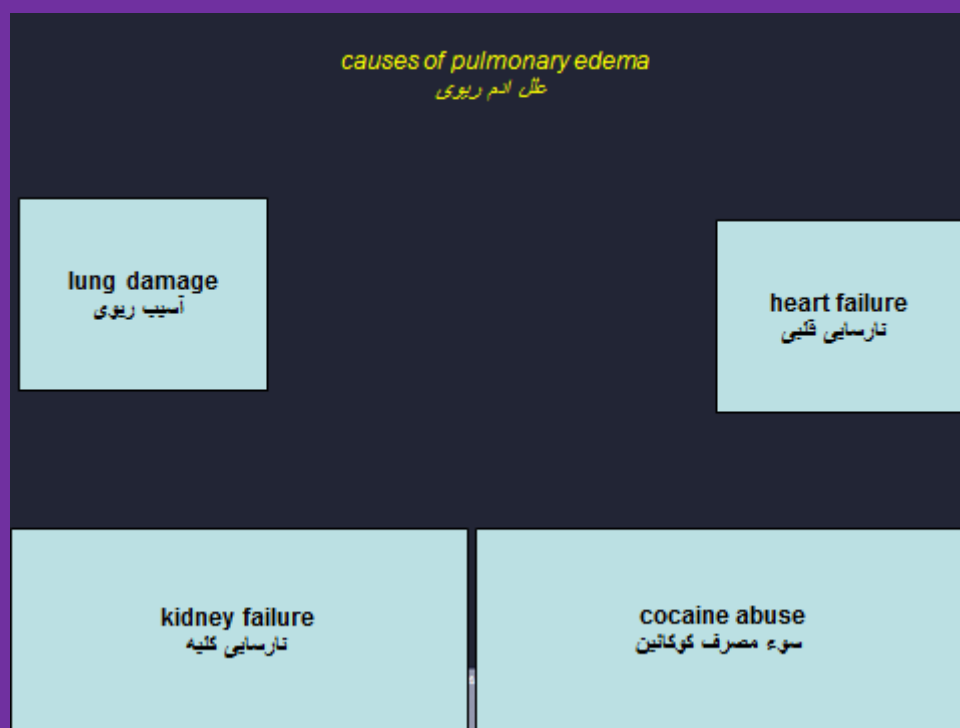 causes of pulmonary edema
علل ادم ریوی
lung damage
آسیب ریوی
heart failure
نارسایی قلبی
kidney failure
نارسایی کلیه
cocaine abuse
سوء مصرف کوکائین